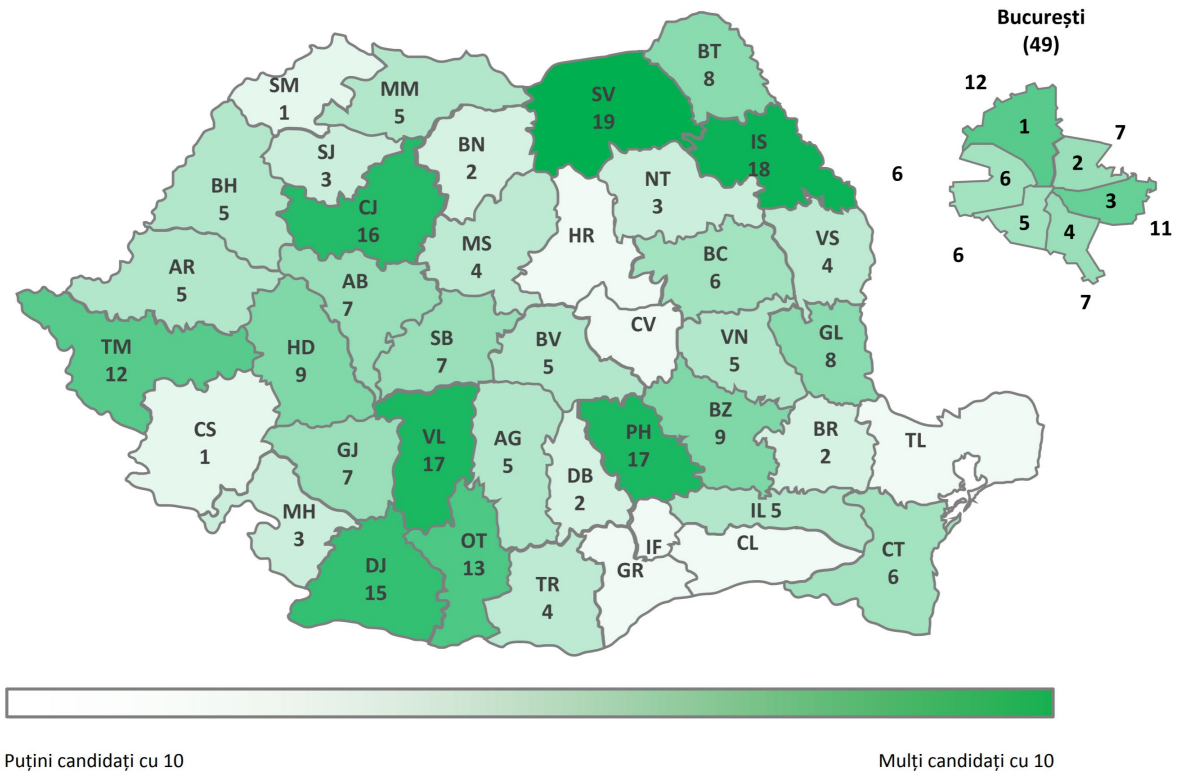 București
(49)
12
1
7
2
6
6
3
11
5
4
6
7
BT
8
SM
1
MM
5
SV
19
IS
18
BN
2
SJ
3
NT
3
BH
5
CJ
16
HR
MS
4
VS
4
BC
6
AR
5
AB
7
CV
TM
12
HD
9
SB
7
BV
5
VN
5
GL
8
CS
1
GJ
7
VL
17
AG
5
DB
2
PH
17
BZ
9
BR
2
TL
MH
3
IL 5
DJ
15
OT
13
TR
4
GR
IF
CL
CT
6
Puțini candidați cu 10
Mulți candidați cu 10